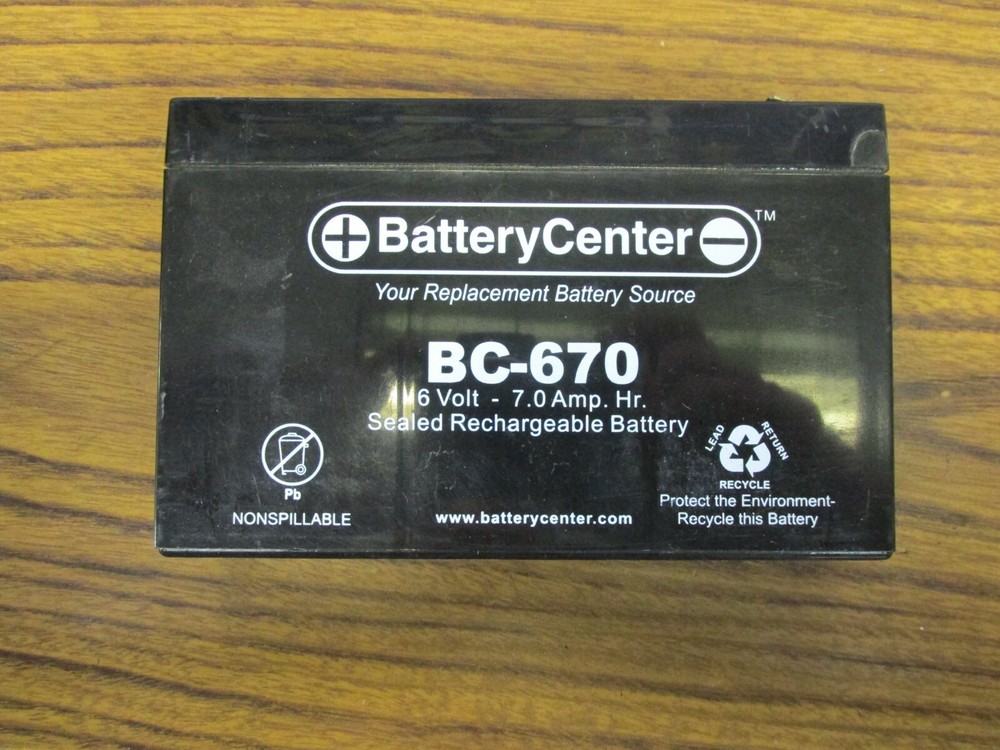 BatteryCenter TM
Your Replacement Battery Source
BC-670
6 Volt - 7.0 Amp. Hr.
Sealed Rechargeable Battery
LEAD RETURN
RECYCLE
Pb
NONSPILLABLE
www.batterycenter.com
Protect the Environment-
Recycle this Battery